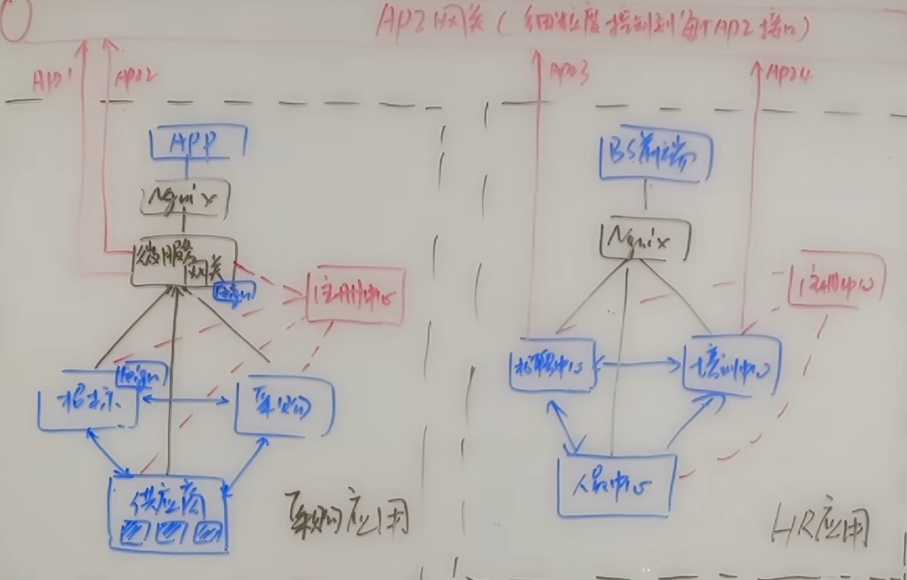 API网关（细粒度控制到每个API接口）
API1
API2
API3
API4
APP
Nginx
微服务
网关
Feign
注册中心
Feign
招标
采购
供应商
采购应用
BS前端
Nginx
注册中心
招聘中心
培训中心
人员中心
HR应用